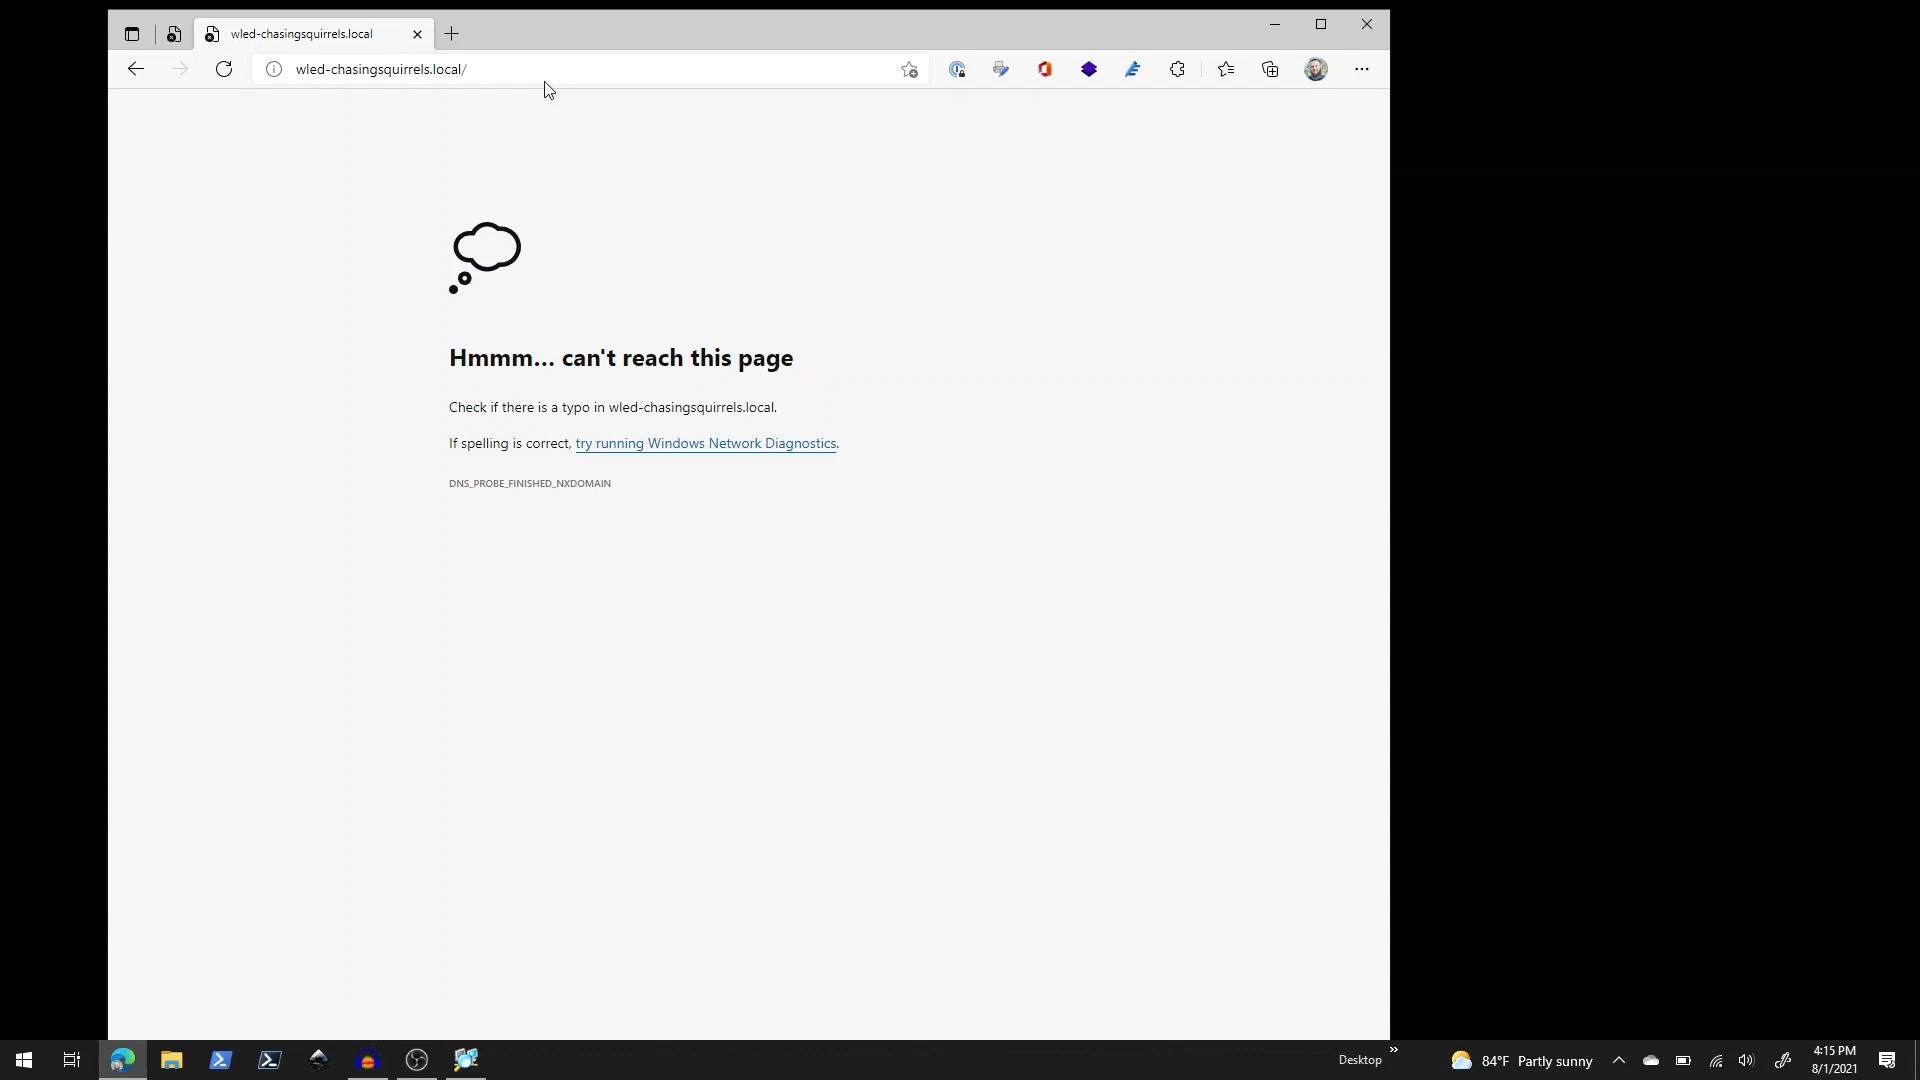 wled-chasingsquirrels.local
wled-chasingsquirrels.local/
Hmmm... can't reach this page
Check if there is a typo in wled-chasingsquirrels.local.
If spelling is correct, try running Windows Network Diagnostics.
DNS_PROBE_FINISHED_NXDOMAIN
Desktop
84°F Partly sunny
4:15 PM
8/1/2021